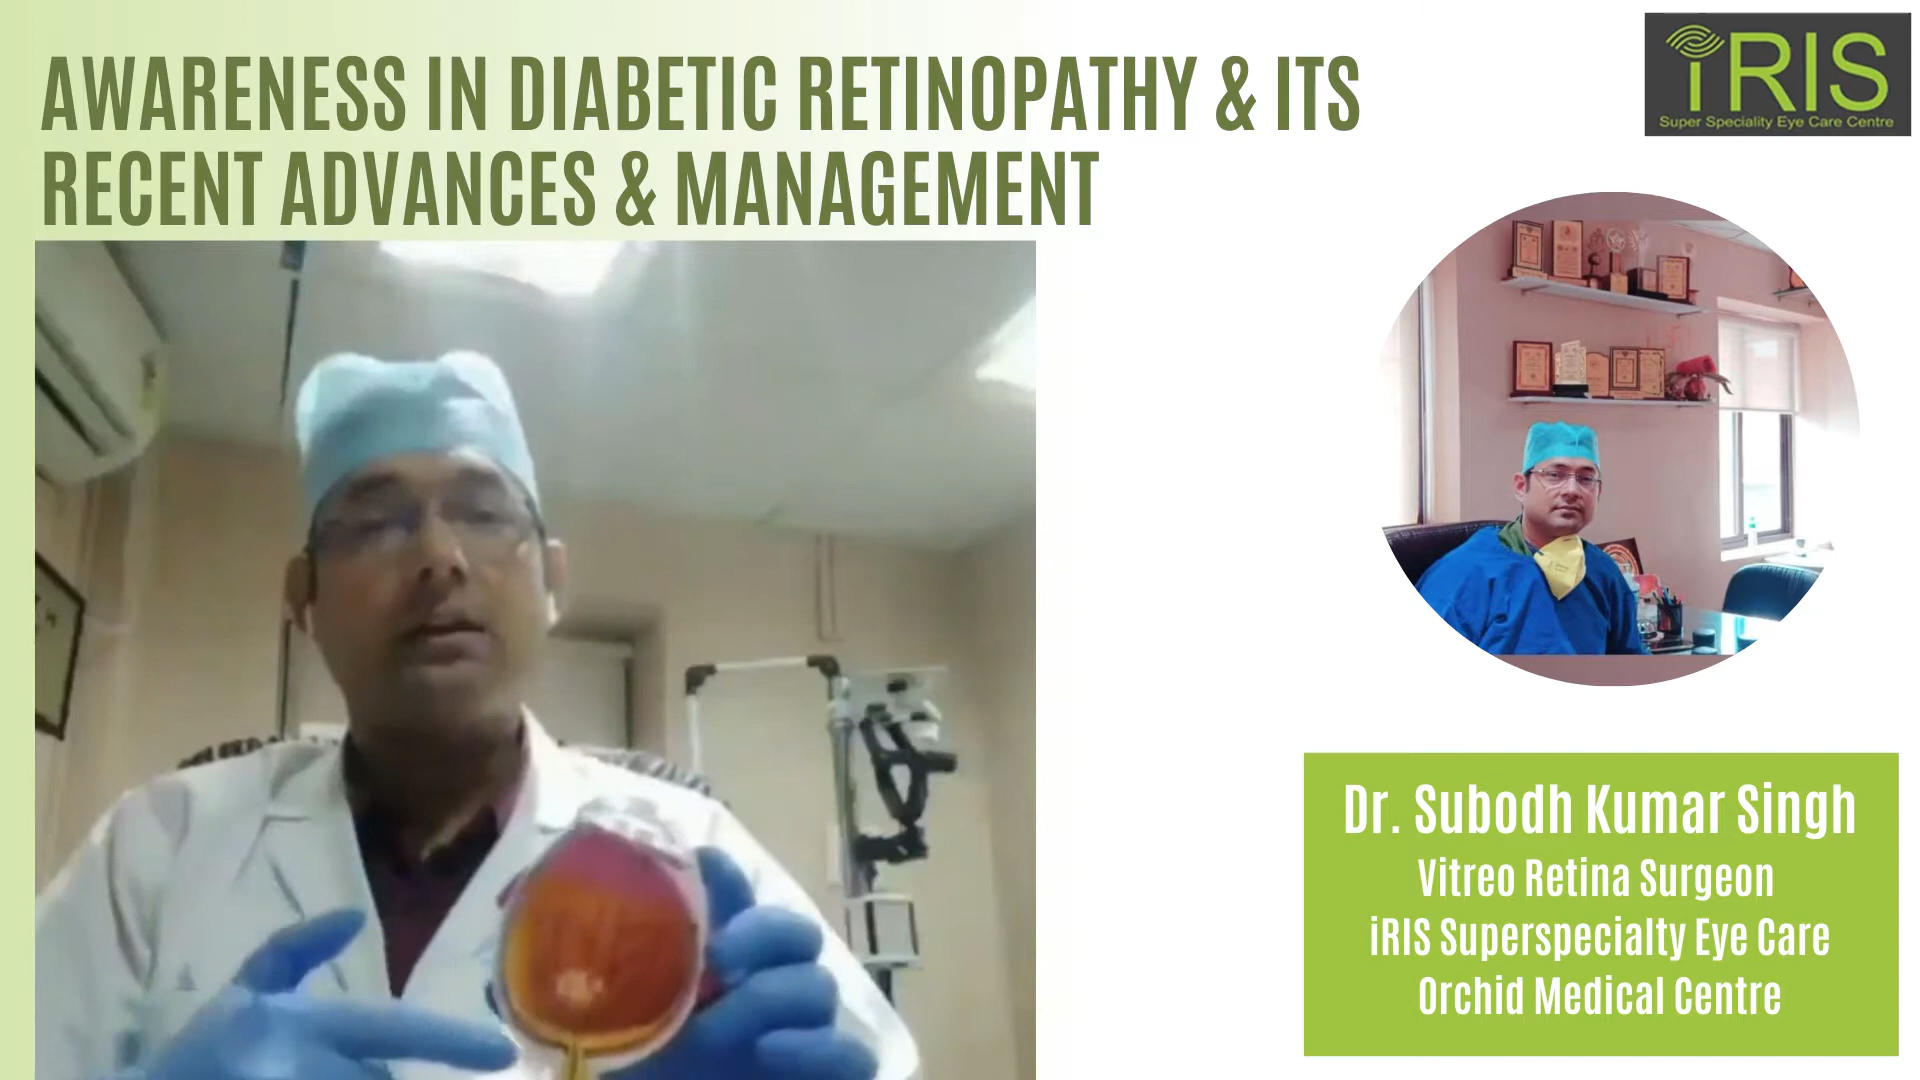 AWARENESS IN DIABETIC RETINOPATHY & ITS
RECENT ADVANCES & MANAGEMENT
iRIS
Super Speciality Eye Care Centre
Dr. Subodh Kumar Singh
Vitreo Retina Surgeon
iRIS Superspecialty Eye Care
Orchid Medical Centre